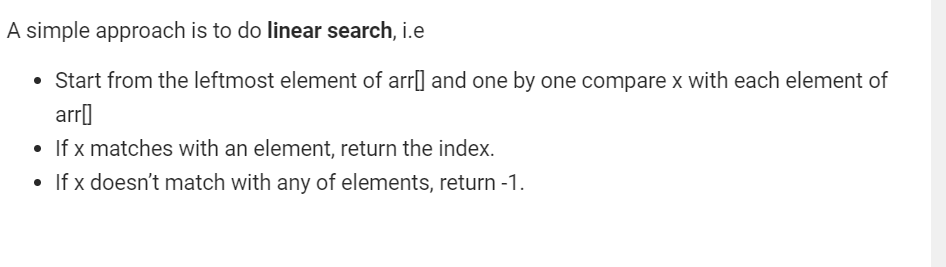 A simple approach is to do linear search, i.e
• Start from the leftmost element of arr[] and one by one compare x with each element of
arr[]
• If x matches with an element, return the index.
• If x doesn’t match with any of elements, return -1.